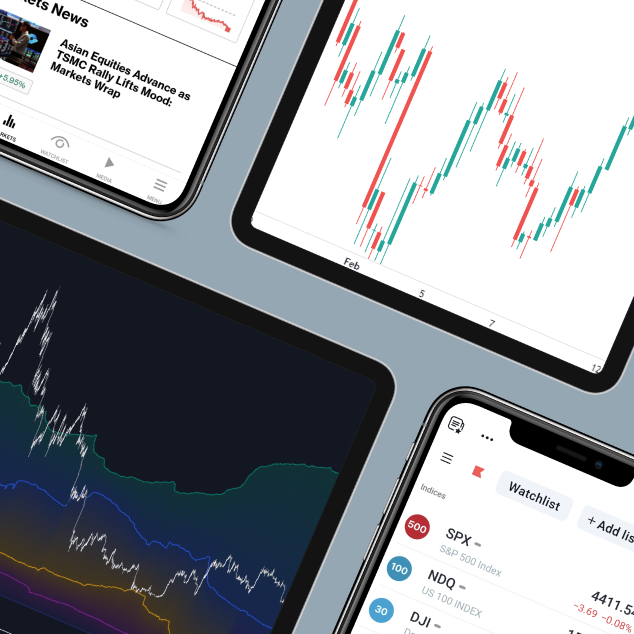 kets News
Asian Equities Advance as
TSMC Rally Lifts Mood:
Markets Wrap
+5.95%
RKETS
WATCHLIST
MEDIA
MENU
Feb
5
7
12
Watchlist
+ Add lis
Indices
500
SPX
S&P 500 Index
4411.5
−3.69 −0.08%
100
NDQ
US 100 INDEX
30
DJI